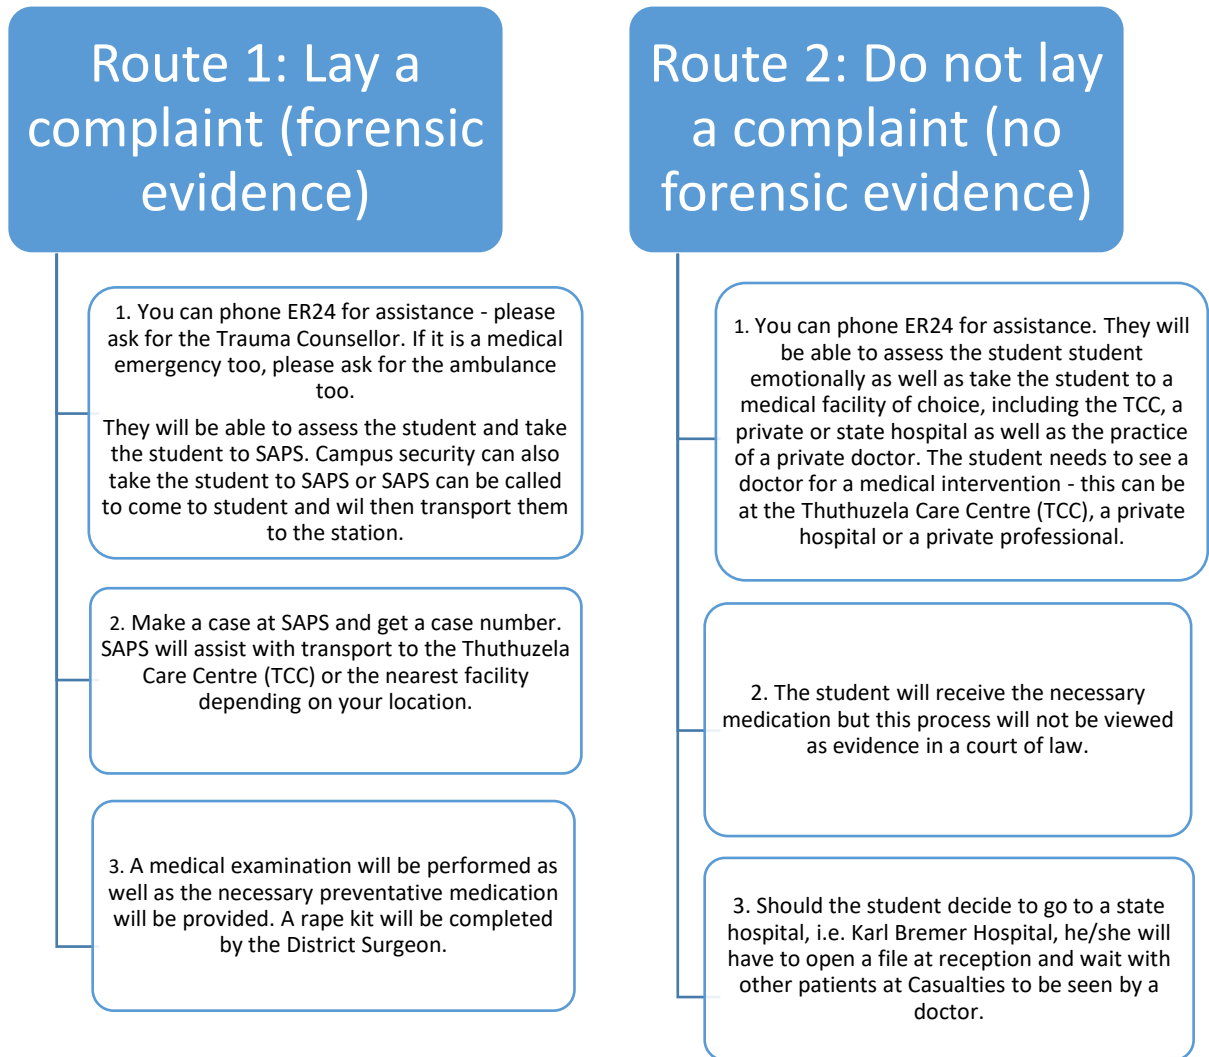 Route 1: Lay a
complaint (forensic
evidence)
1. You can phone ER24 for assistance - please
ask for the Trauma Counsellor. If it is a medical
emergency too, please ask for the ambulance
too.
They will be able to assess the student and take
the student to SAPS. Campus security can also
take the student to SAPS or SAPS can be called
to come to student and wil then transport them
to the station.
2. Make a case at SAPS and get a case number.
SAPS will assist with transport to the Thuthuzela
Care Centre (TCC) or the nearest facility
depending on your location.
3. A medical examination will be performed as
well as the necessary preventative medication
will be provided. A rape kit will be completed
by the District Surgeon.
Route 2: Do not lay
a complaint (no
forensic evidence)
1. You can phone ER24 for assistance. They will
be able to assess the student student
emotionally as well as take the student to a
medical facility of choice, including the TCC, a
private or state hospital as well as the practice
of a private doctor. The student needs to see a
doctor for a medical intervention - this can be
at the Thuthuzela Care Centre (TCC), a private
hospital or a private professional.
2. The student will receive the necessary
medication but this process will not be viewed
as evidence in a court of law.
3. Should the student decide to go to a state
hospital, i.e. Karl Bremer Hospital, he/she will
have to open a file at reception and wait with
other patients at Casualties to be seen by a
doctor.